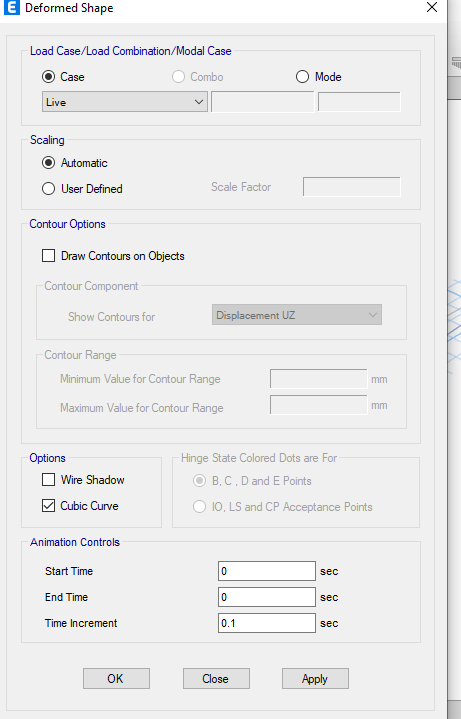 E Deformed Shape
Load Case/Load Combination/Modal Case
Case Combo Mode
Live
Scaling
Automatic
User Defined Scale Factor
Contour Options
Draw Contours on Objects
Contour Component
Show Contours for Displacement UZ
Contour Range
Minimum Value for Contour Range mm
Maximum Value for Contour Range mm
Options Hinge State Colored Dots are For
Wire Shadow B, C , D and E Points
Cubic Curve IO, LS and CP Acceptance Points
Animation Controls
Start Time 0 sec
End Time 0 sec
Time Increment 0.1 sec
OK Close Apply